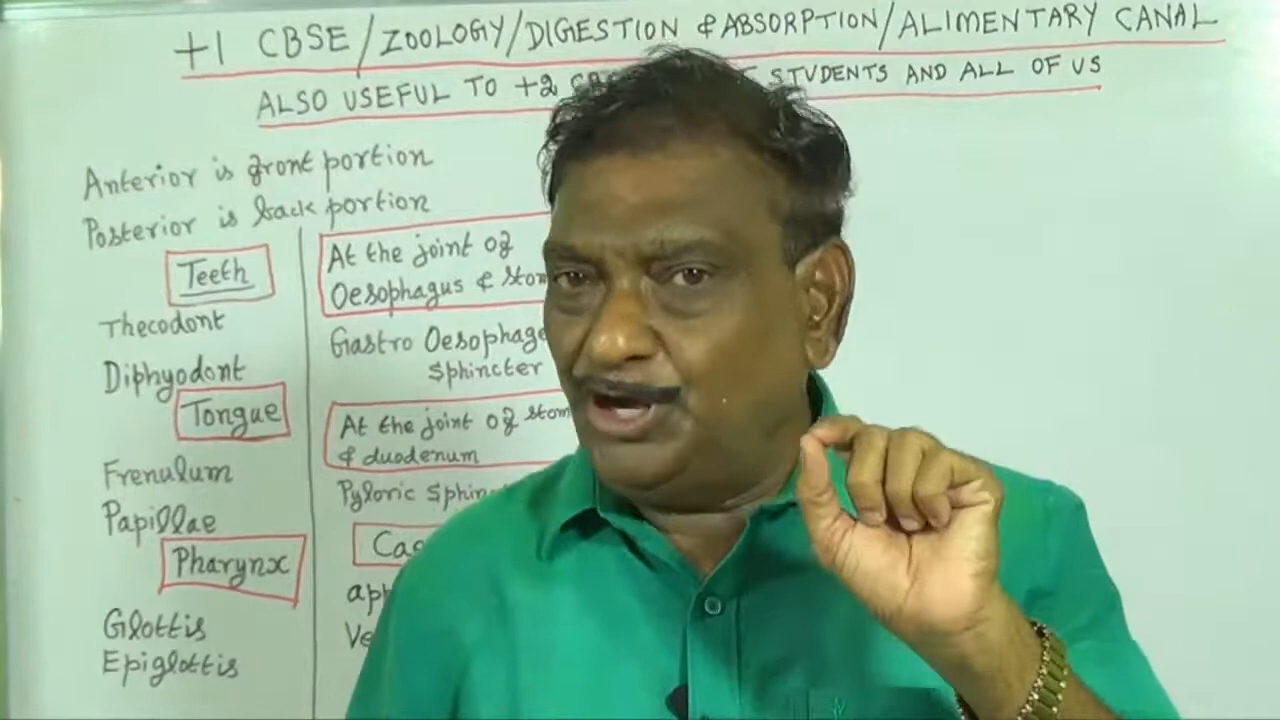 +1 CBSE/ZOOLOGY/DIGESTION & ABSORPTION/ALIMENTARY CANAL
ALSO USEFUL TO +2 STUDENTS AND ALL OF US
Anterior is front portion
Posterior is back portion
Teeth
Thecodont
Diphyodont
Tongue
Frenulum
Papillae
Pharynx
Glottis
Epiglottis
At the joint of
Oesophagus &
Gastro
Sphincter
At the joint of
& duodenum
Pyloric